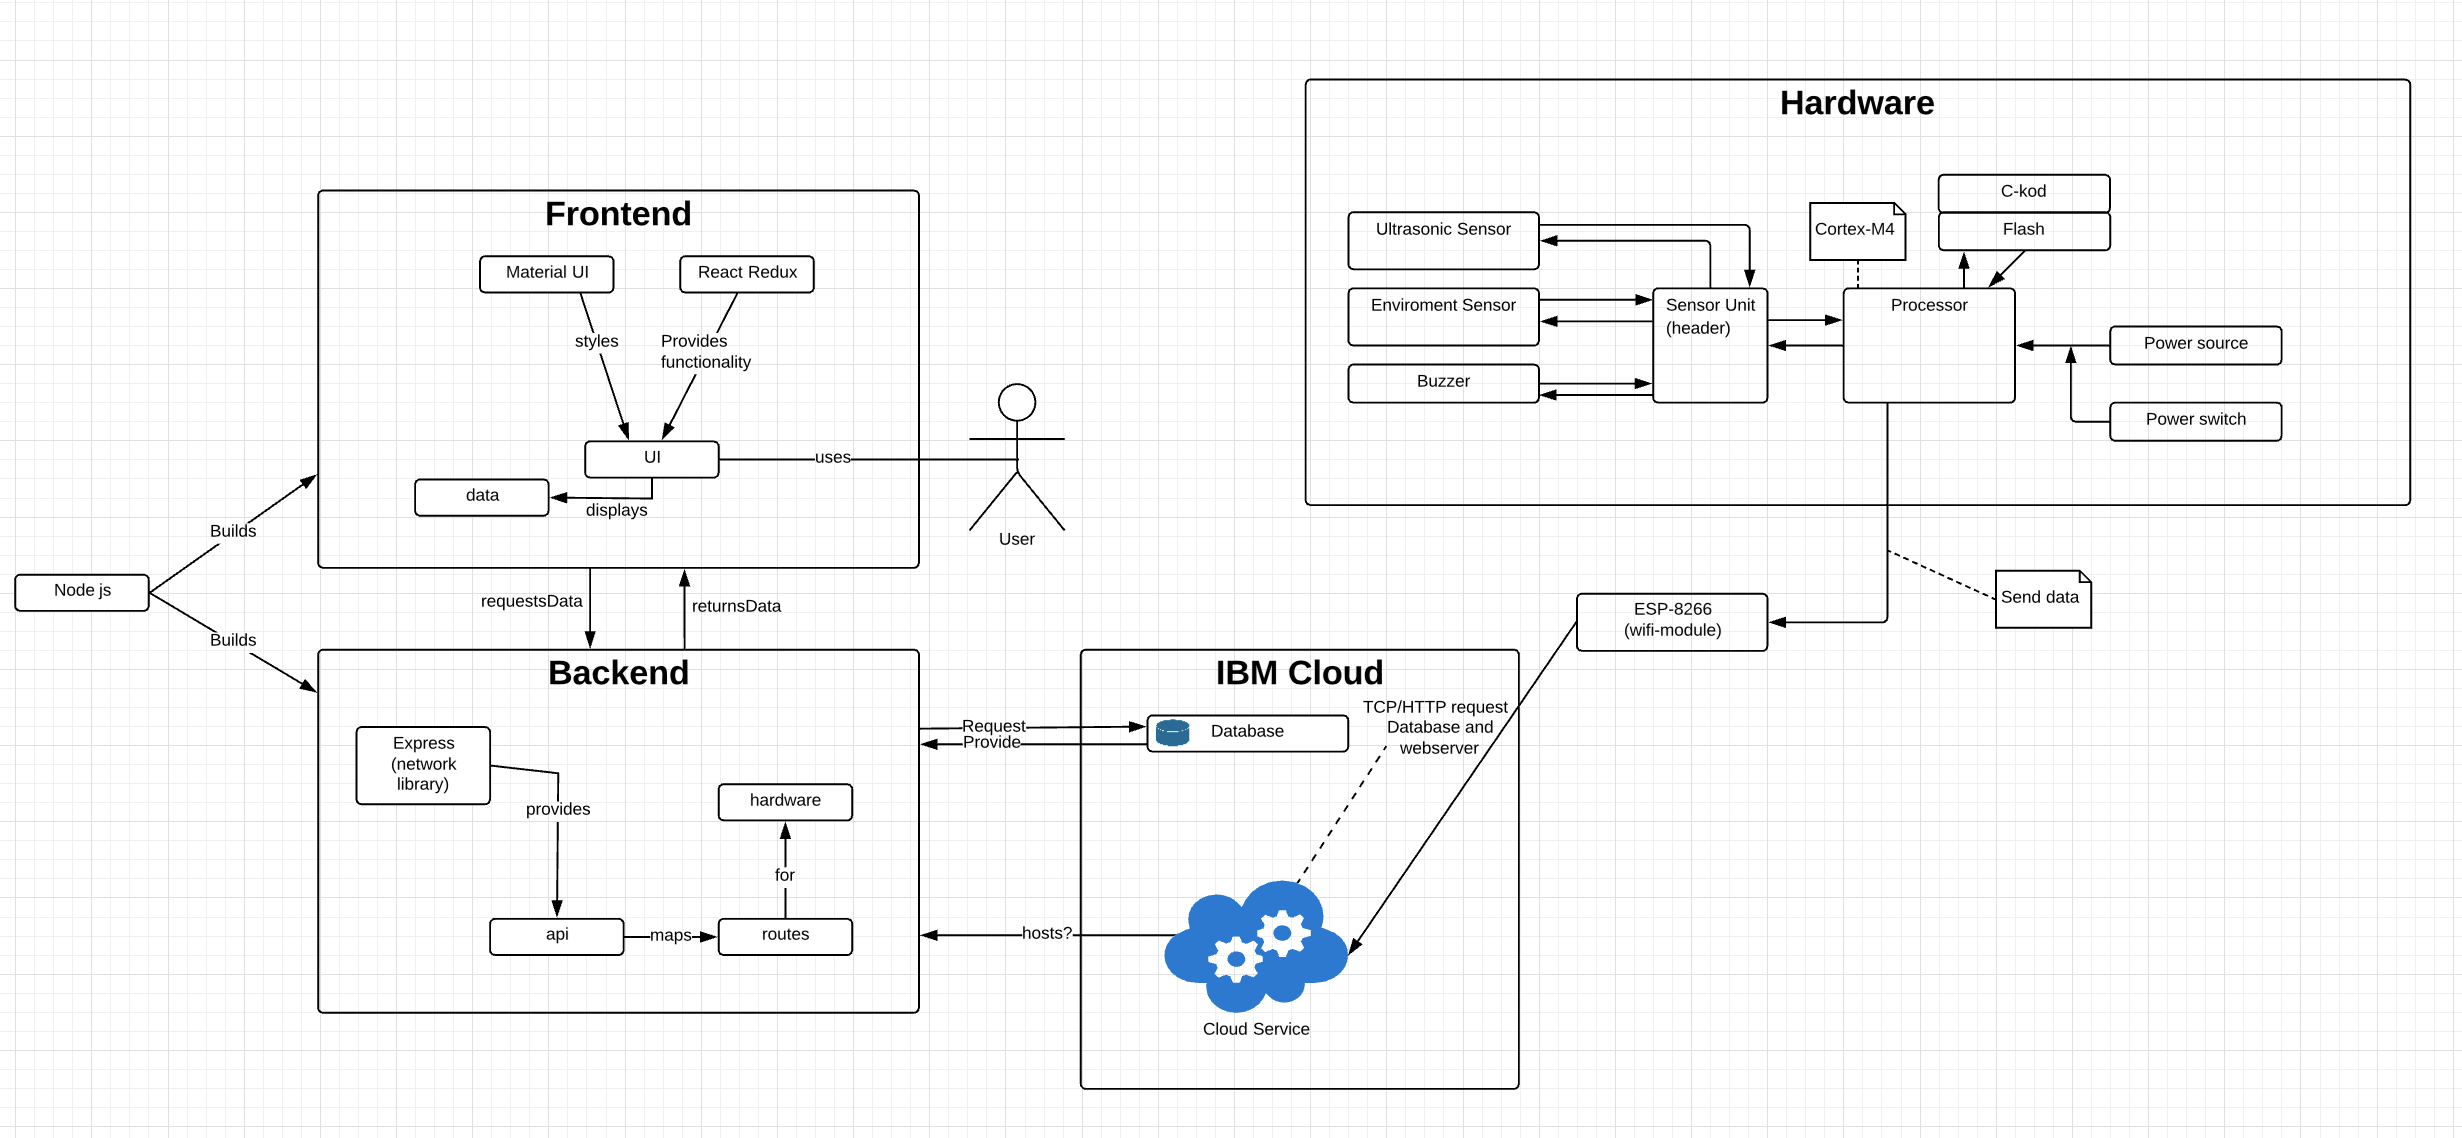 Hardware
C-kod
Flash
Cortex-M4
Ultrasonic Sensor
Enviroment Sensor
Buzzer
Sensor Unit
(header)
Processor
Power source
Power switch
Frontend
Material UI
React Redux
styles
Provides
functionality
UI
uses
data
displays
User
Builds
Node js
Builds
requestsData
returnsData
ESP-8266
(wifi-module)
Send data
Backend
Express
(network
library)
provides
hardware
for
api
maps
routes
Request
Provide
hosts?
IBM Cloud
Database
TCP/HTTP request
Database and
webserver
Cloud Service